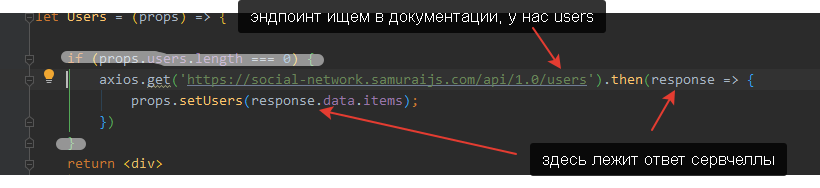 эндпоинт ищем в документации, у нас users
let Users = (props) => {
if (props.users.length === 0) {
axios.get('https://social-network.samuraijs.com/api/1.0/users').then(response => {
props.setUsers(response.data.items);
})
}
здесь лежит ответ сервчеллы
return <div>